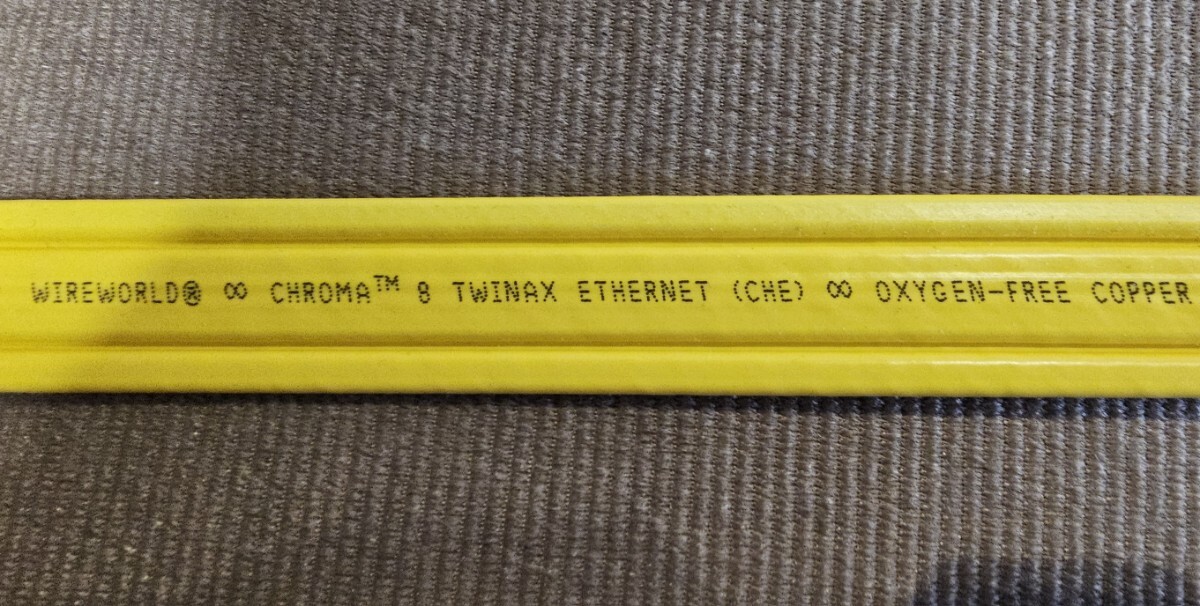 WIREWORLD® ∞ CHROMA™ 8 TWINAX ETHERNET (CHE) ∞ OXYGEN-FREE COPPER